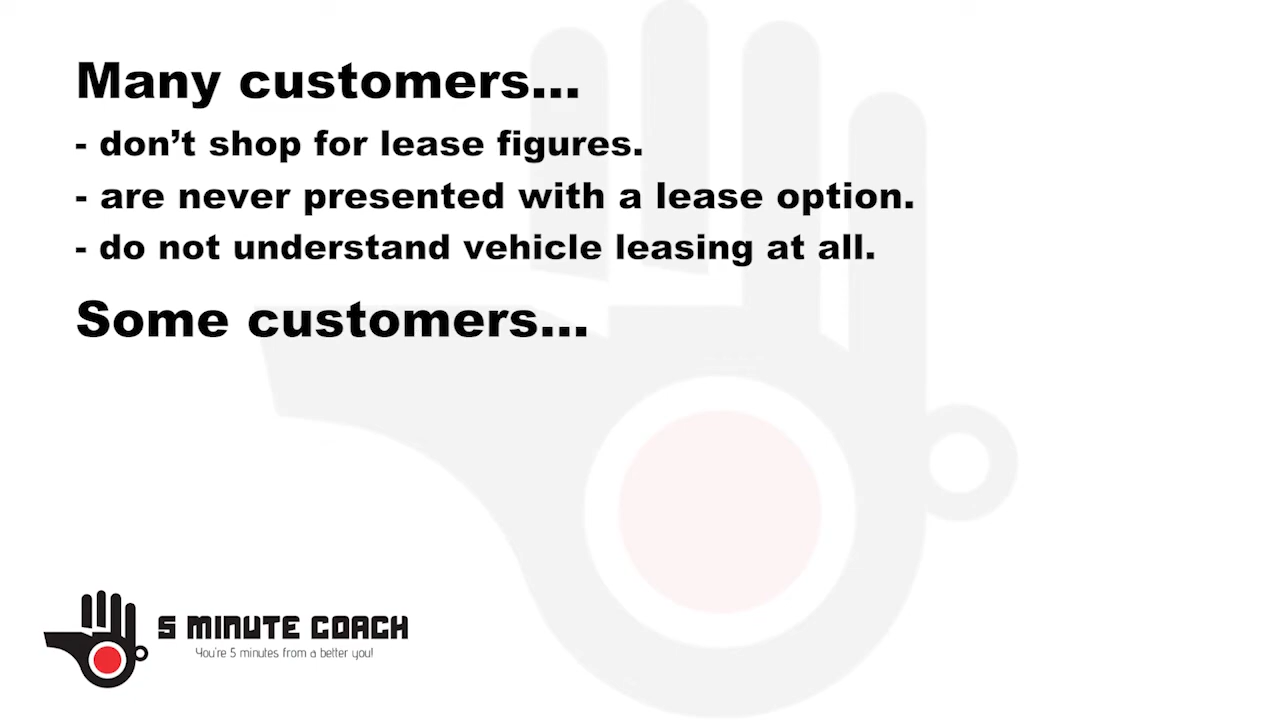 Many customers...
- don’t shop for lease figures.
- are never presented with a lease option.
- do not understand vehicle leasing at all.
Some customers...
5 MINUTE COACH
You're 5 minutes from a better you!